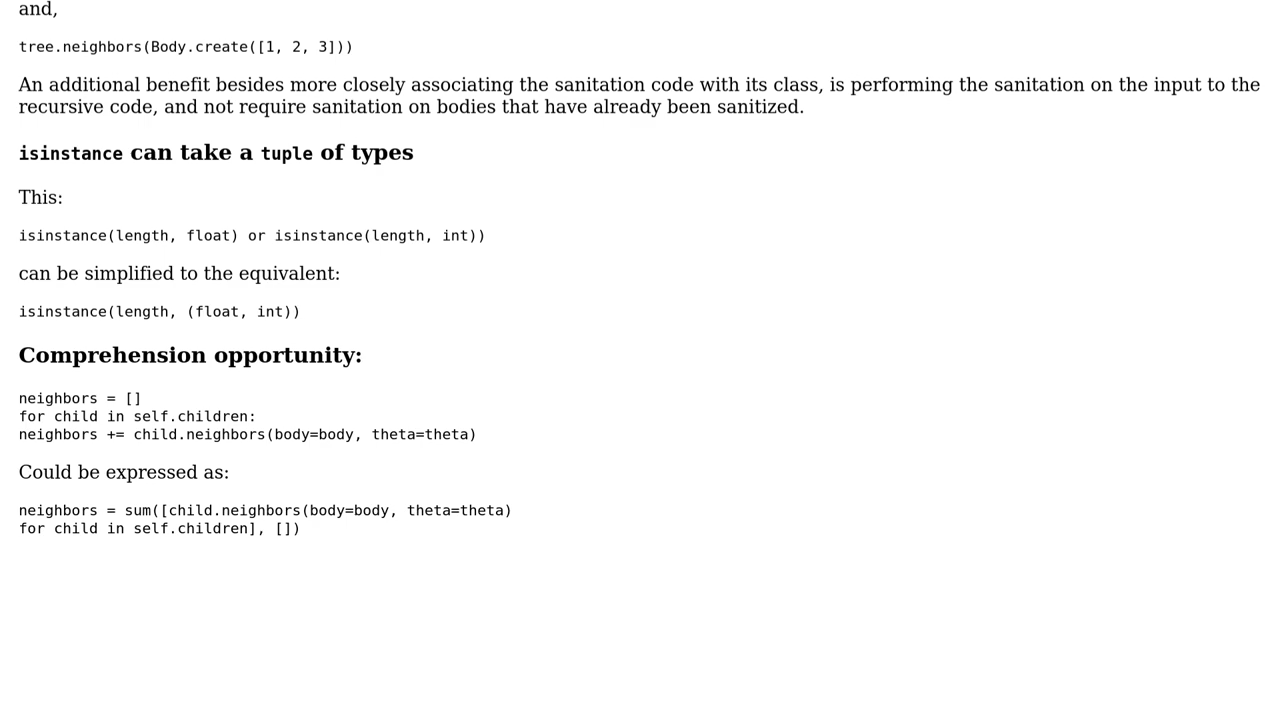 and,
tree.neighbors(Body.create([1, 2, 3]))
An additional benefit besides more closely associating the sanitation code with its class, is performing the sanitation on the input to the
recursive code, and not require sanitation on bodies that have already been sanitized.
isinstance can take a tuple of types
This:
isinstance(length, float) or isinstance(length, int))
can be simplified to the equivalent:
isinstance(length, (float, int))
Comprehension opportunity:
neighbors = []
for child in self.children:
neighbors += child.neighbors(body=body, theta=theta)
Could be expressed as:
neighbors = sum([child.neighbors(body=body, theta=theta)
for child in self.children], [])